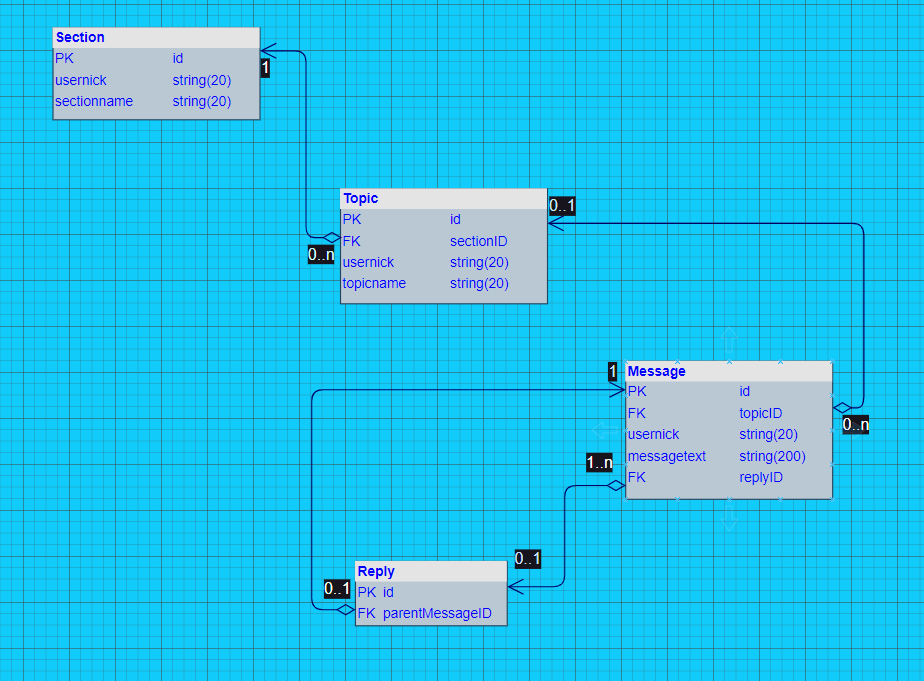 Section
PK id
usernick string(20)
sectionname string(20)
1
Topic
PK id
FK sectionID
usernick string(20)
topicname string(20)
0..1
0..n
1
Message
PK id
FK topicID
usernick string(20)
messagetext string(200)
FK replyID
0..n
1..n
0..1
Reply
PK id
FK parentMessageID
0..1